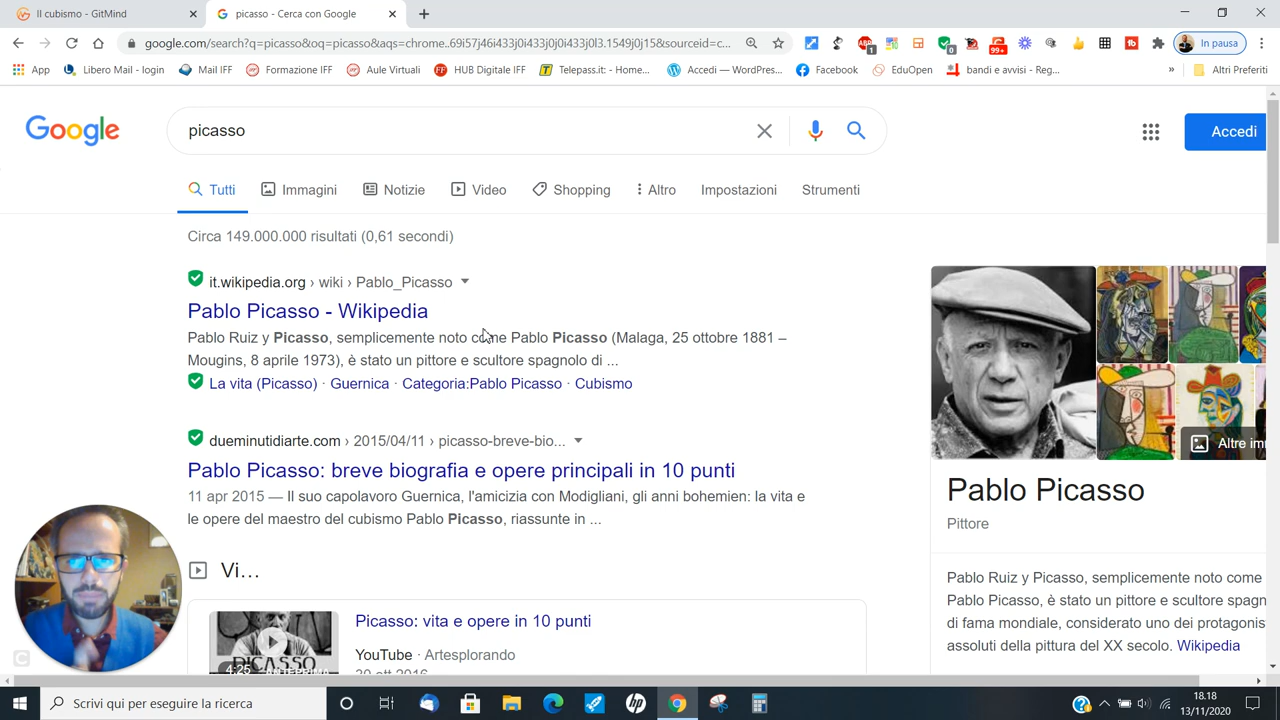 Il cubismo - GitMind
picasso - Cerca con Google
google.com/search?q=picasso&oq=picasso&aqs=chrome..69i57j6i433j0i433j0j0i433j0l3.1549j0j15&sourceid=c...
In pausa
App
Libero Mail - login
Mail IFF
Formazione IFF
Aule Virtuali
HUB Digitale IFF
Telepass.it: - Home...
Accedi — WordPres...
Facebook
EduOpen
bandi e avvisi - Reg...
»
Altri Preferiti
Google
picasso
Accedi
Tutti
Immagini
Notizie
Video
Shopping
Altro
Impostazioni
Strumenti
Circa 149.000.000 risultati (0,61 secondi)
it.wikipedia.org › wiki › Pablo_Picasso
Pablo Picasso - Wikipedia
Pablo Ruiz y Picasso, semplicemente noto come Pablo Picasso (Malaga, 25 ottobre 1881 –
Mougins, 8 aprile 1973), è stato un pittore e scultore spagnolo di ...
La vita (Picasso) · Guernica · Categoria:Pablo Picasso · Cubismo
dueminutidiarte.com › 2015/04/11 › picasso-breve-bio...
Pablo Picasso: breve biografia e opere principali in 10 punti
11 apr 2015 — Il suo capolavoro Guernica, l'amicizia con Modigliani, gli anni bohemien: la vita e
le opere del maestro del cubismo Pablo Picasso, riassunte in ...
Vi...
Picasso: vita e opere in 10 punti
YouTube · Artesplorando
PICASSO
4:25
ANTEPRIMA
Altre im
Pablo Picasso
Pittore
Pablo Ruiz y Picasso, semplicemente noto come
Pablo Picasso, è stato un pittore e scultore spagn
di fama mondiale, considerato uno dei protagonis
assoluti della pittura del XX secolo. Wikipedia
Scrivi qui per eseguire la ricerca
18.18
13/11/2020